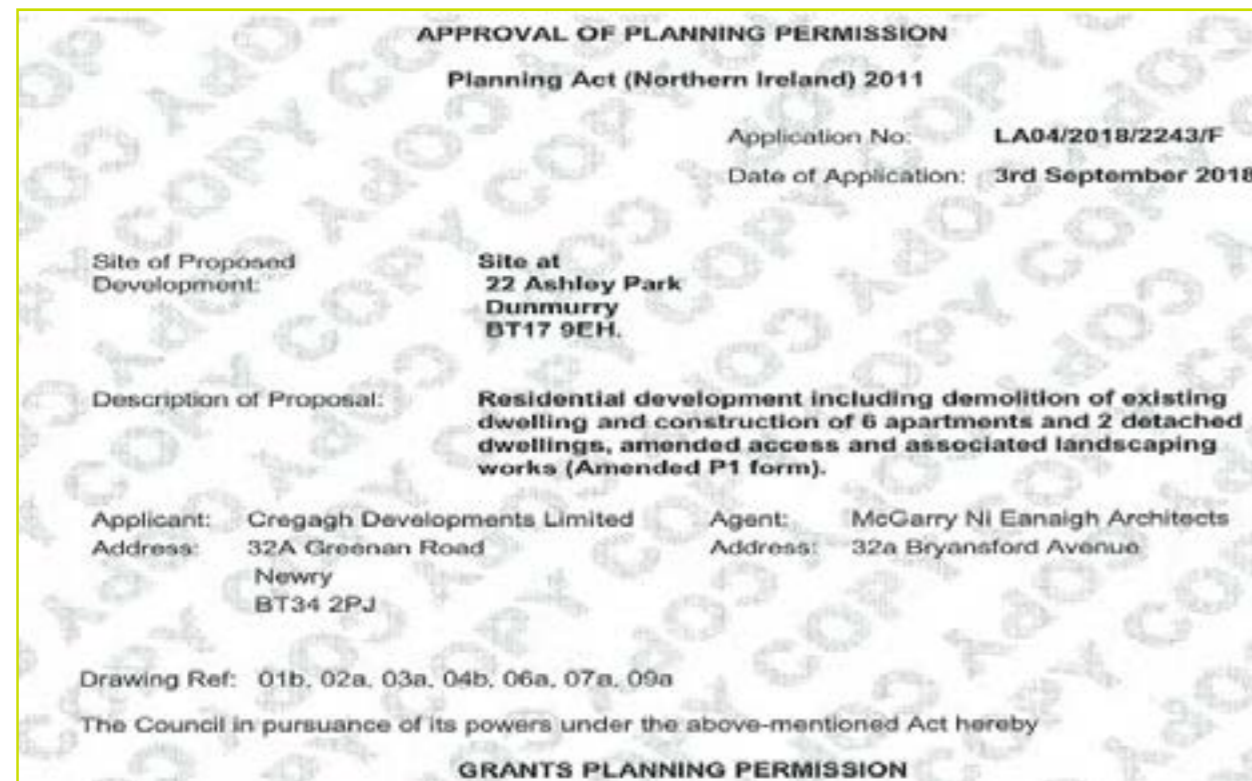 APPROVAL OF PLANNING PERMISSION
Planning Act (Northern Ireland) 2011
Application No: LA04/2018/2243/F
Date of Application: 3rd September 2018
Site of Proposed Development: Site at
22 Ashley Park
Dunmurry
BT17 9EH.
Description of Proposal: Residential development including demolition of existing
dwelling and construction of 6 apartments and 2 detached
dwellings, amended access and associated landscaping
works (Amended P1 form).
Applicant: Cregagh Developments Limited Agent: McGarry Ni Eanaigh Architects
Address: 32A Greenan Road Address: 32a Bryansford Avenue
Newry
BT34 2PJ
Drawing Ref: 01b, 02a, 03a, 04b, 06a, 07a, 09a
The Council in pursuance of its powers under the above-mentioned Act hereby
GRANTS PLANNING PERMISSION